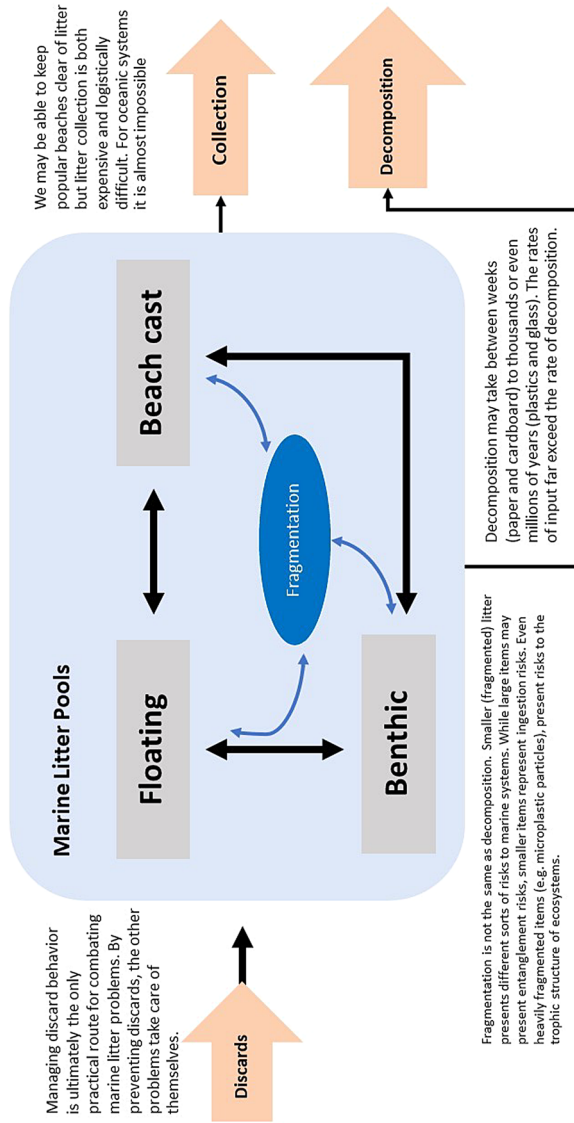 Managing discard behavior
is ultimately the only
practical route for combating
marine litter problems. By
preventing discards, the other
problems take care of
themselves.
Discards
Marine Litter Pools
Floating
Beach cast
Fragmentation
Benthic
We may be able to keep
popular beaches clear of litter
but litter collection is both
expensive and logistically
difficult. For oceanic systems
it is almost impossible
Collection
Decomposition
Fragmentation is not the same as decomposition. Smaller (fragmented) litter
presents different sorts of risks to marine systems. While large items may
present entanglement risks, smaller items represent ingestion risks. Even
heavily fragmented items (e.g. microplastic particles), present risks to the
trophic structure of ecosystems.
Decomposition may take between weeks
(paper and cardboard) to thousands or even
millions of years (plastics and glass). The rates
of input far exceed the rate of decomposition.